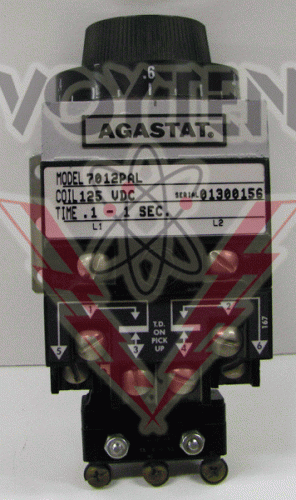 .6
VOYTEN
AGASTAT.
MODEL 7012PAL
COIL 125 VDC SERIAL 01300156
TIME .1 - 1 SEC.
L1 L2
1 2
T.D.
ON
PICK
UP
5 3 4 6
167